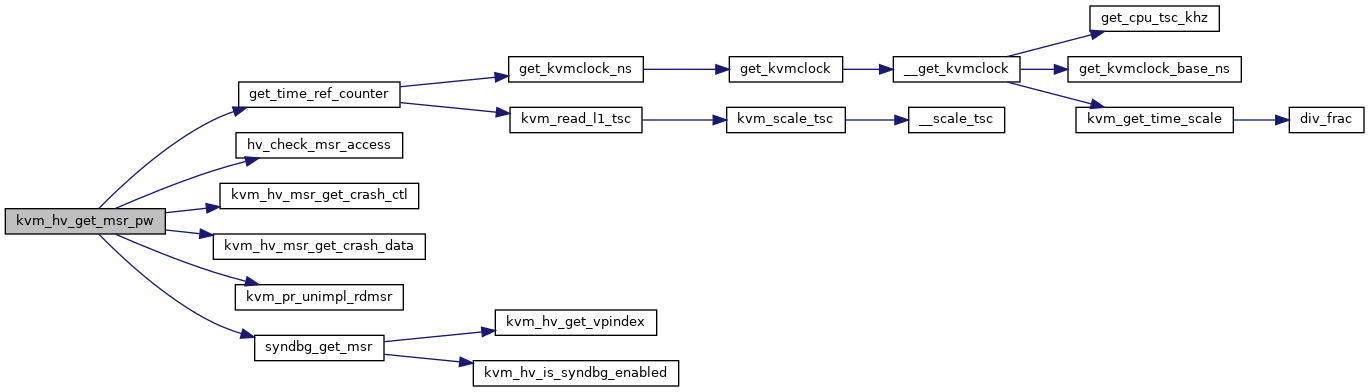 get_cpu_tsc_khz
get_kvmclock_ns
get_kvmclock
__get_kvmclock
get_kvmclock_base_ns
get_time_ref_counter
kvm_read_l1_tsc
kvm_scale_tsc
__scale_tsc
kvm_get_time_scale
div_frac
hv_check_msr_access
kvm_hv_msr_get_crash_ctl
kvm_hv_get_msr_pw
kvm_hv_msr_get_crash_data
kvm_pr_unimpl_rdmsr
kvm_hv_get_vpindex
syndbg_get_msr
kvm_hv_is_syndbg_enabled